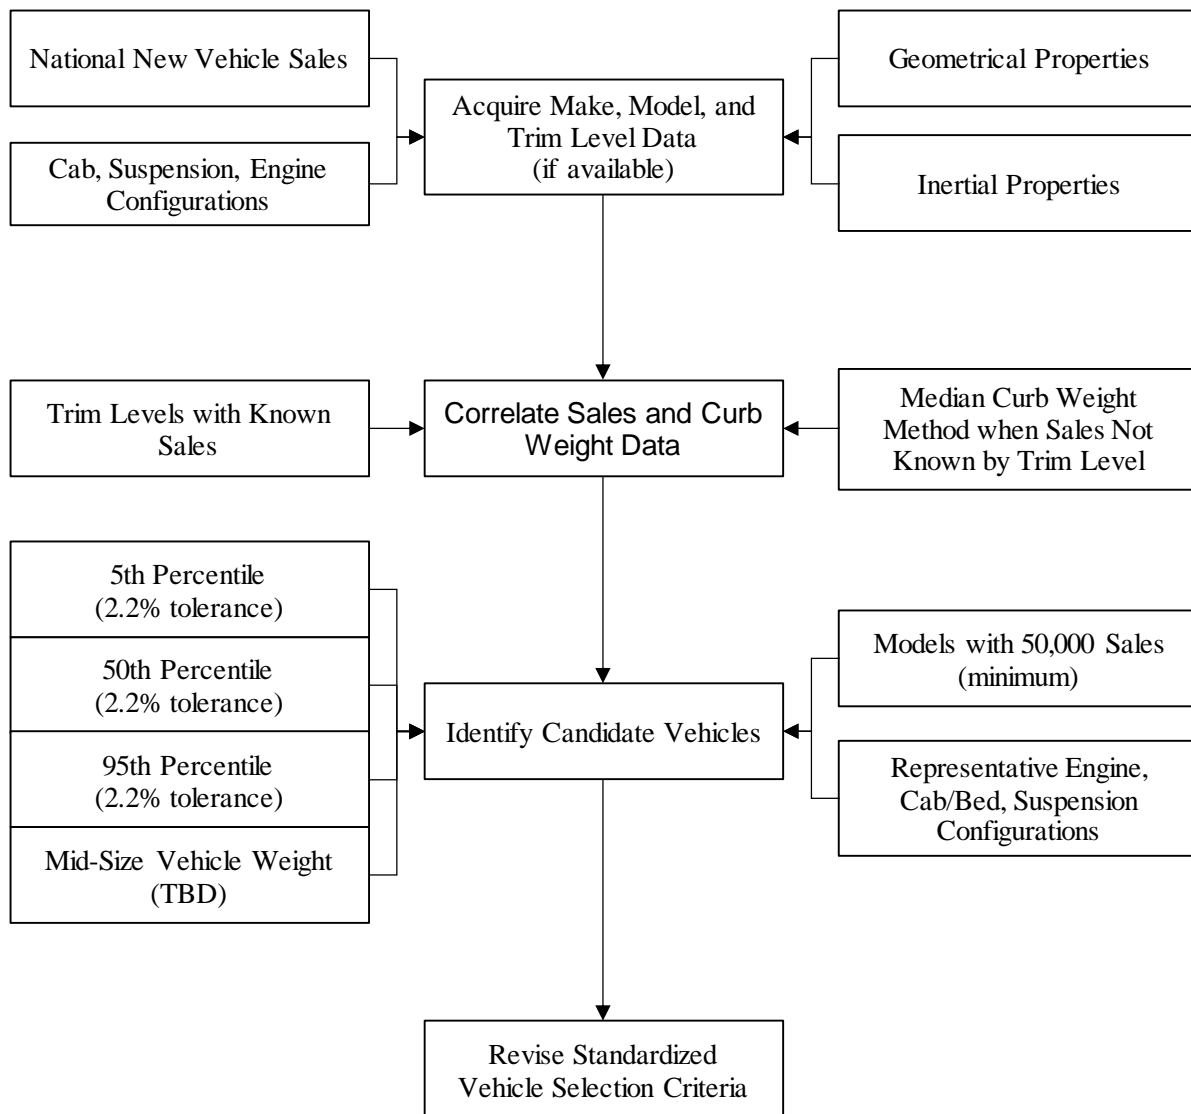 National New Vehicle Sales
Cab, Suspension, Engine
Configurations
Acquire Make, Model, and
Trim Level Data
(if available)
Geometrical Properties
Inertial Properties
Trim Levels with Known
Sales
Correlate Sales and Curb
Weight Data
Median Curb Weight
Method when Sales Not
Known by Trim Level
5th Percentile
(2.2% tolerance)
50th Percentile
(2.2% tolerance)
95th Percentile
(2.2% tolerance)
Mid-Size Vehicle Weight
(TBD)
Identify Candidate Vehicles
Models with 50,000 Sales
(minimum)
Representative Engine,
Cab/Bed, Suspension
Configurations
Revise Standardized
Vehicle Selection Criteria